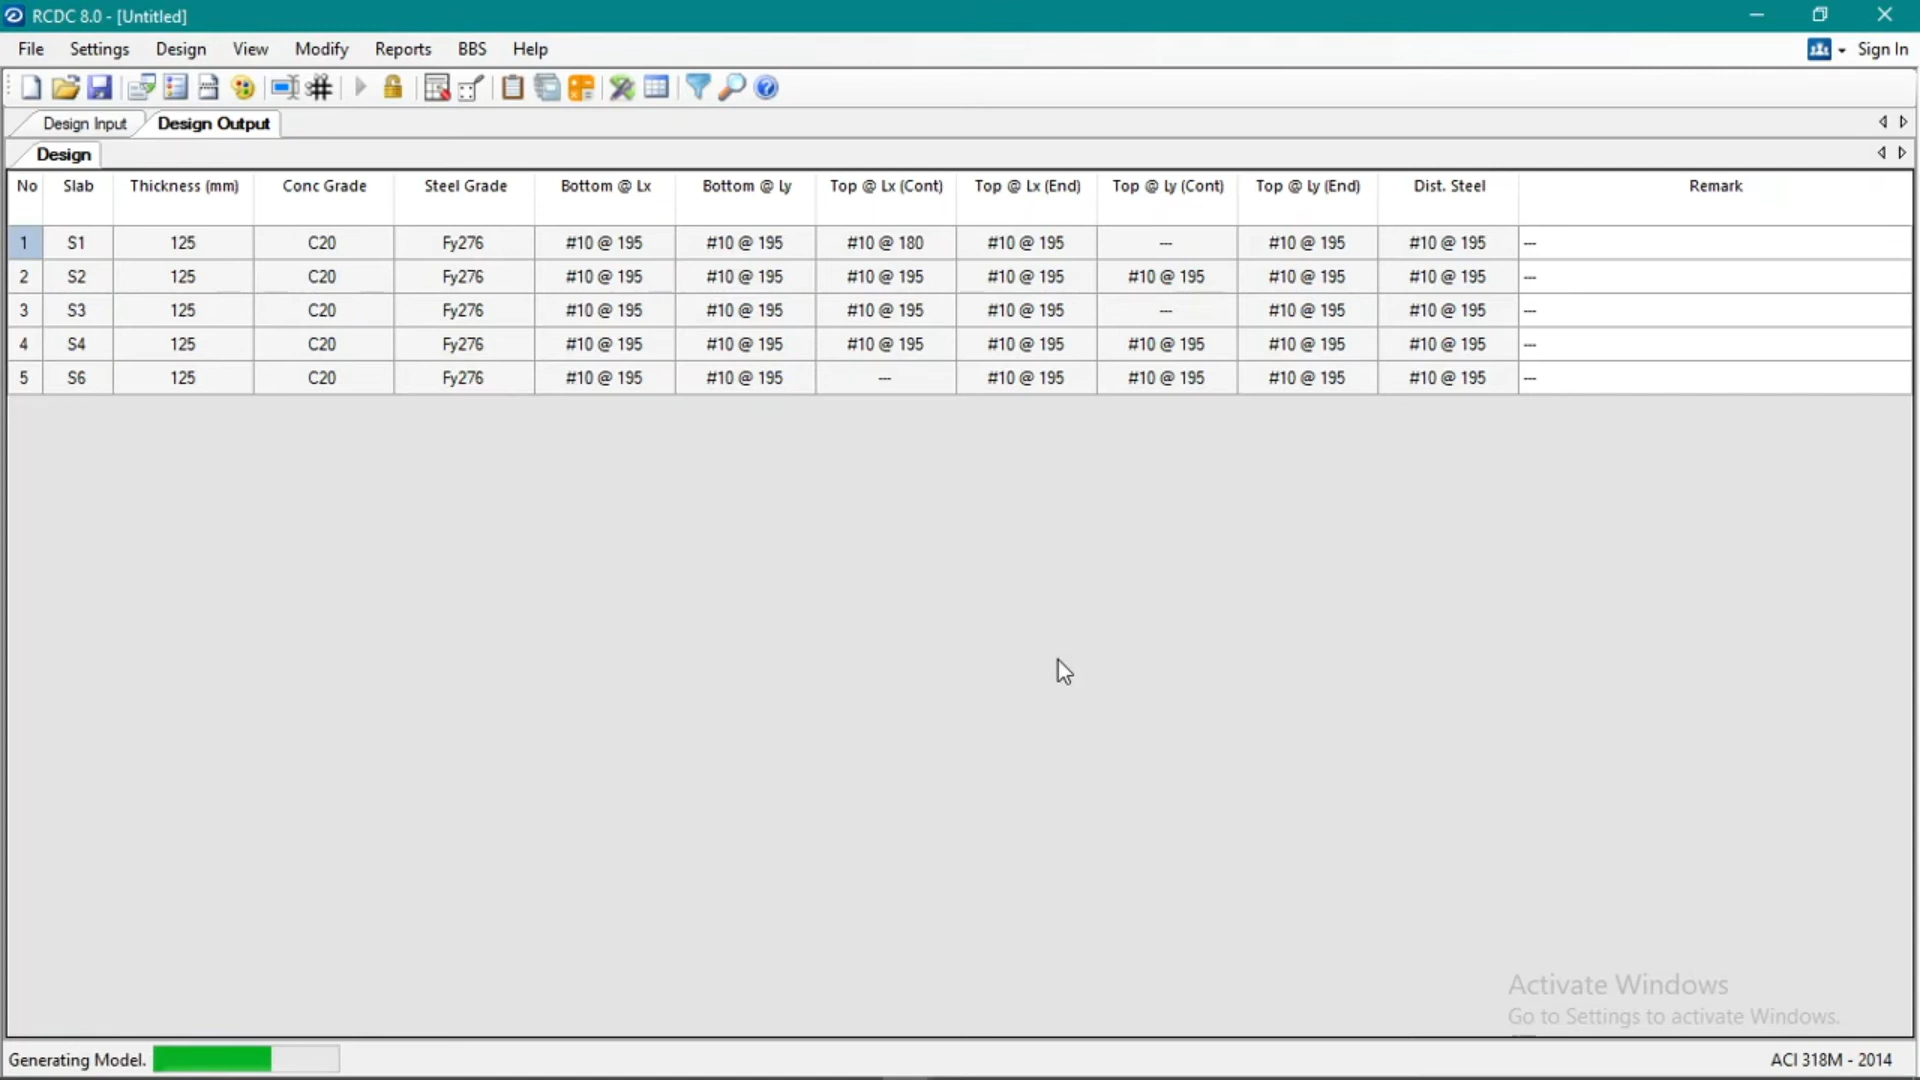 RCDC 8.0 - [Untitled]
File Settings Design View Modify Reports BBS Help Sign In
Design Input Design Output
Design
No Slab Thickness (mm) Conc Grade Steel Grade Bottom @ Lx Bottom @ Ly Top @ Lx (Cont) Top @ Lx (End) Top @ Ly (Cont) Top @ Ly (End) Dist. Steel Remark
1 S1 125 C20 Fy276 #10 @ 195 #10 @ 195 #10 @ 180 #10 @ 195 --- #10 @ 195 #10 @ 195 ---
2 S2 125 C20 Fy276 #10 @ 195 #10 @ 195 #10 @ 195 #10 @ 195 #10 @ 195 #10 @ 195 #10 @ 195 ---
3 S3 125 C20 Fy276 #10 @ 195 #10 @ 195 #10 @ 195 #10 @ 195 --- #10 @ 195 #10 @ 195 ---
4 S4 125 C20 Fy276 #10 @ 195 #10 @ 195 #10 @ 195 #10 @ 195 #10 @ 195 #10 @ 195 #10 @ 195 ---
5 S6 125 C20 Fy276 #10 @ 195 #10 @ 195 --- #10 @ 195 #10 @ 195 #10 @ 195 #10 @ 195 ---
Activate Windows
Go to Settings to activate Windows.
Generating Model. ACI 318M - 2014